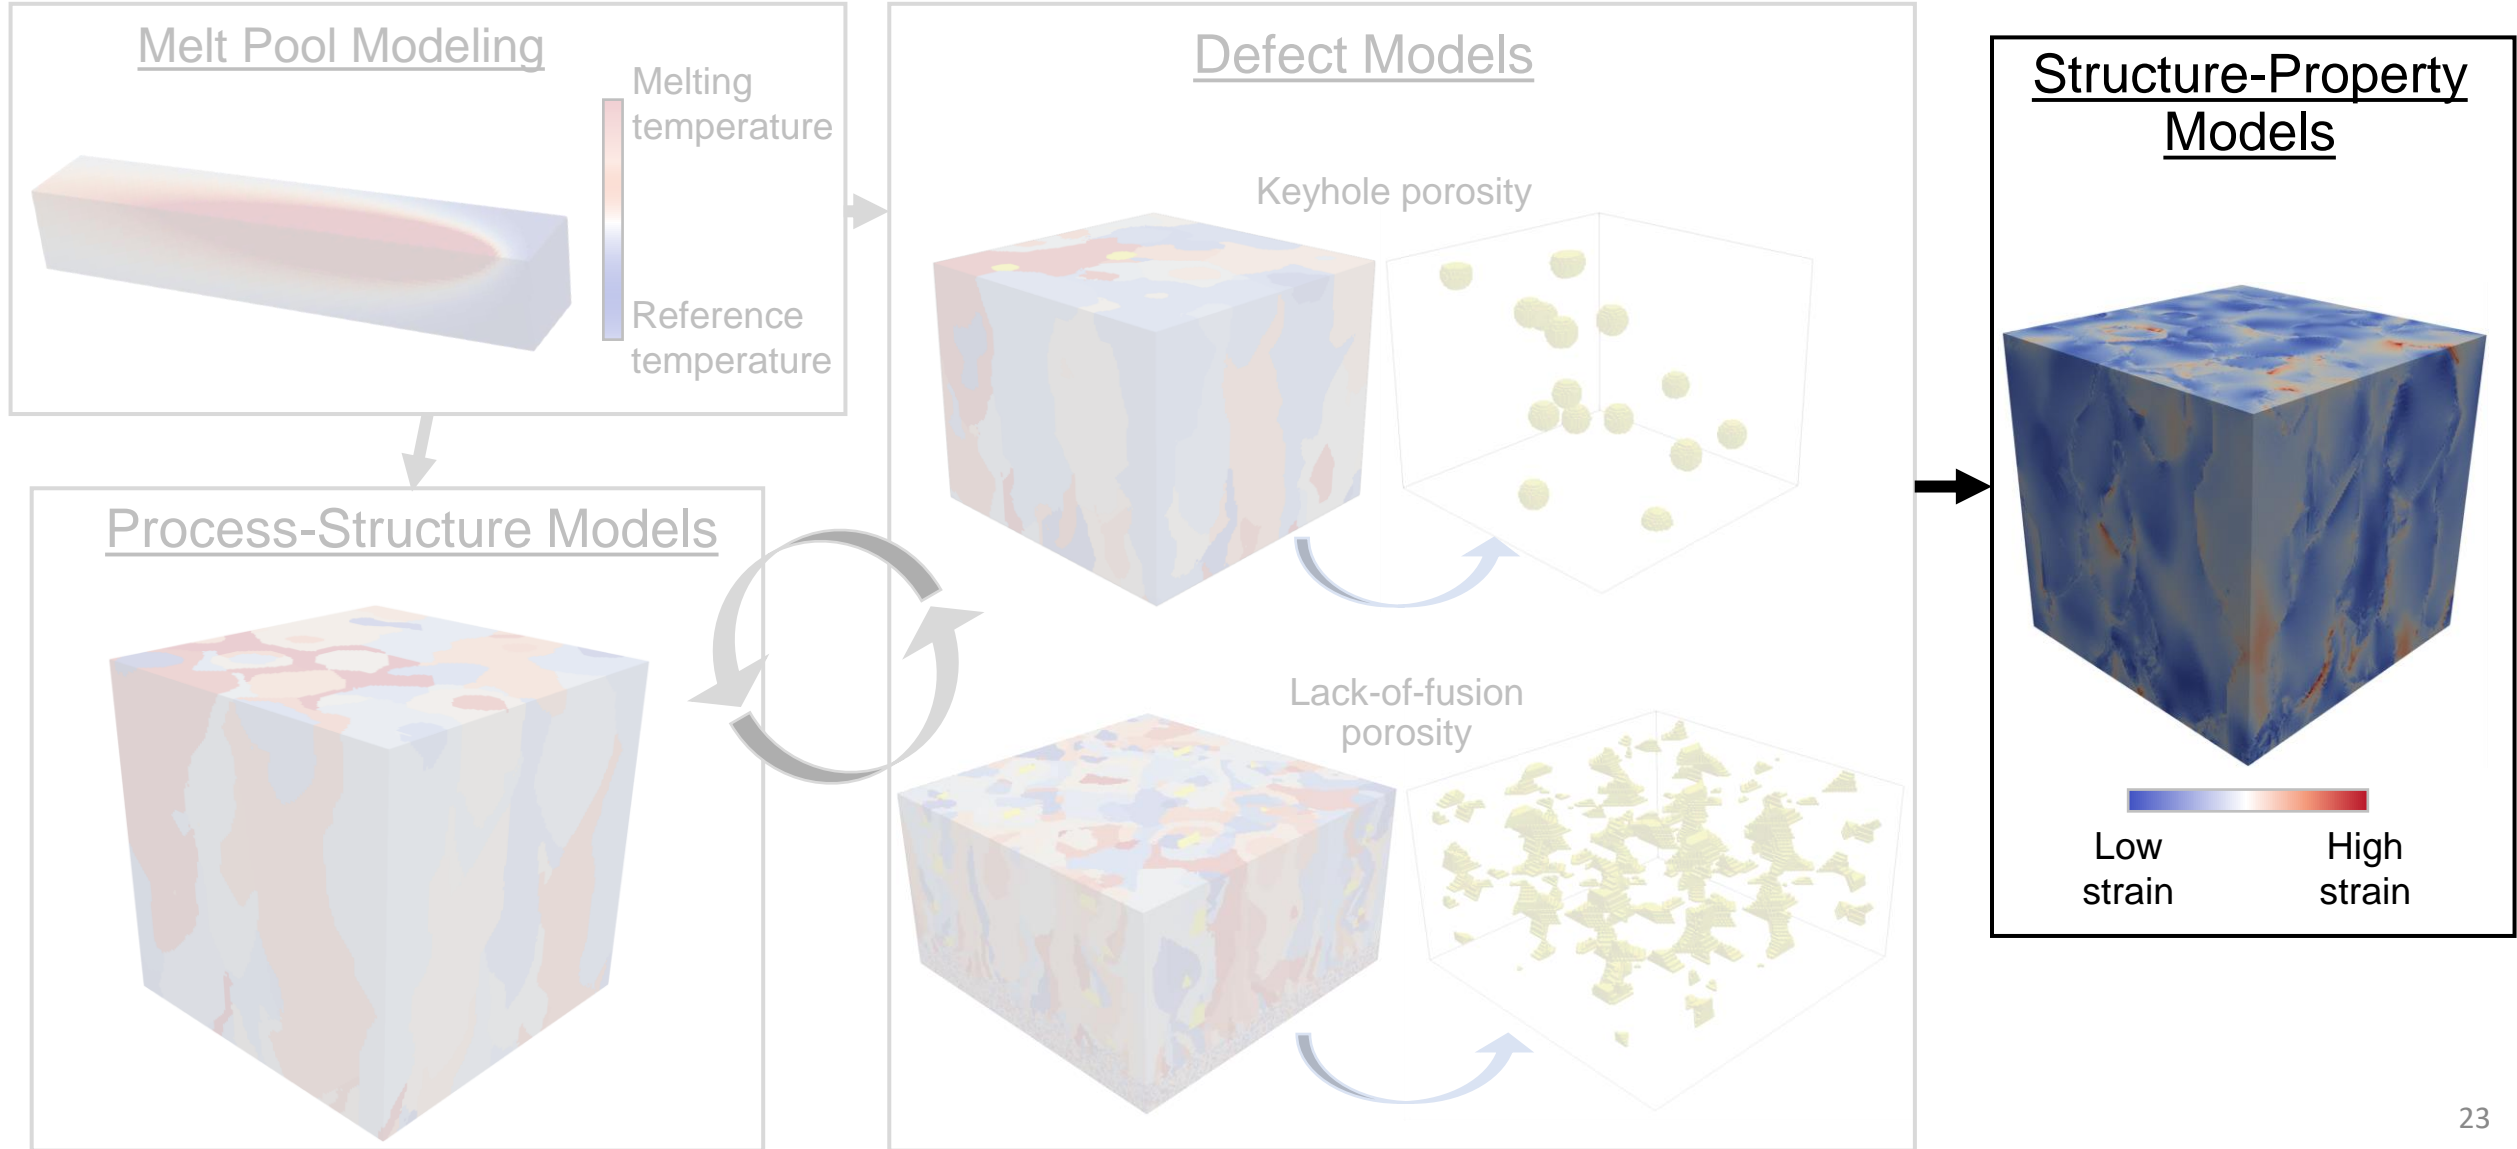 Melt Pool Modeling
Melting
temperature
Reference
temperature
Process-Structure Models
Defect Models
Keyhole porosity
Lack-of-fusion
porosity
Structure-Property
Models
Low
strain
High
strain
23